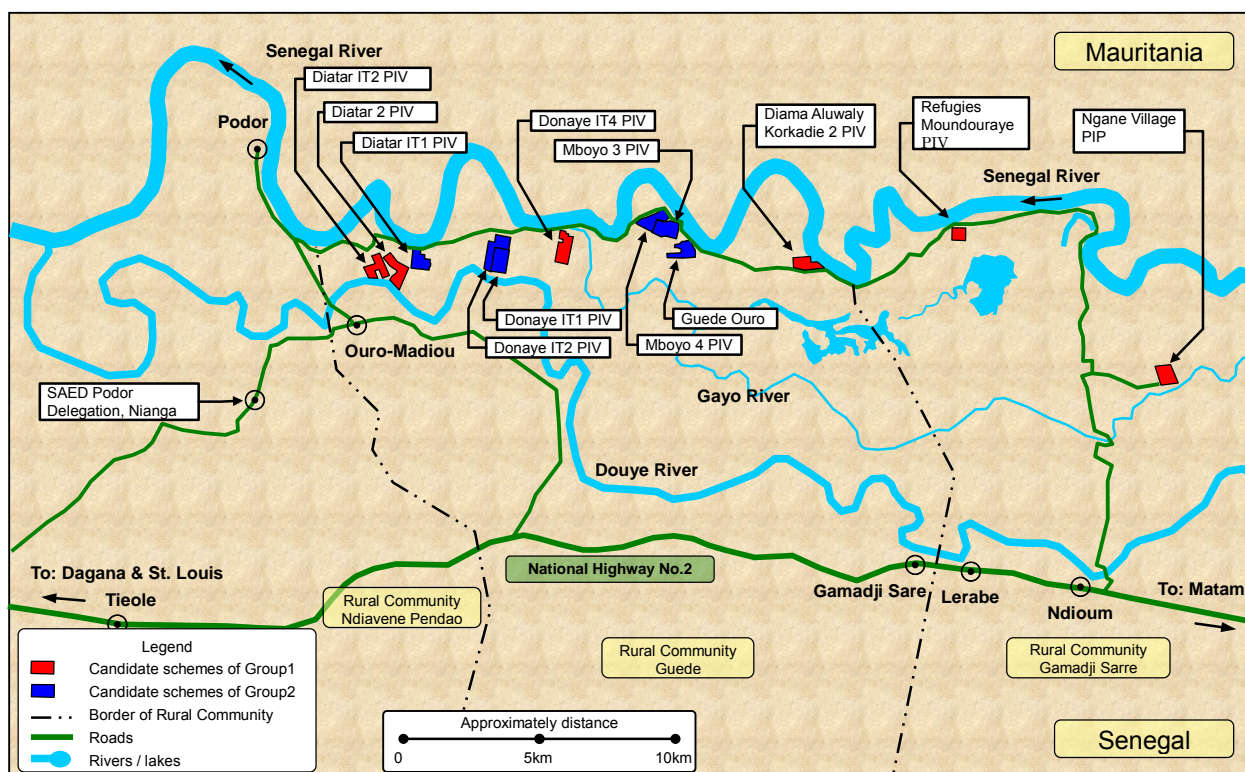 Mauritania
Senegal River
Diatar IT2 PIV
Diatar 2 PIV
Diatar IT1 PIV
Podor
Donaye IT4 PIV
Mboyo 3 PIV
Diama Aluwaly
Korkadie 2 PIV
Refugies
Moundouraye
PIV
Ngane Village
PIP
Senegal River
Donaye IT1 PIV
Donaye IT2 PIV
Guede Ouro
Mboyo 4 PIV
Ouro-Madiou
SAED Podor
Delegation, Nianga
Gayo River
Douye River
National Highway No.2
To: Dagana & St. Louis
Tieole
Gamadji Sare
Lerabe
Ndioum
To: Matam
Rural Community
Ndiavene Pendao
Rural Community
Guede
Rural Community
Gamadji Sarre
Legend
Candidate schemes of Group1
Candidate schemes of Group2
Border of Rural Community
Roads
Rivers / lakes
Approximately distance
0
5km
10km
Senegal